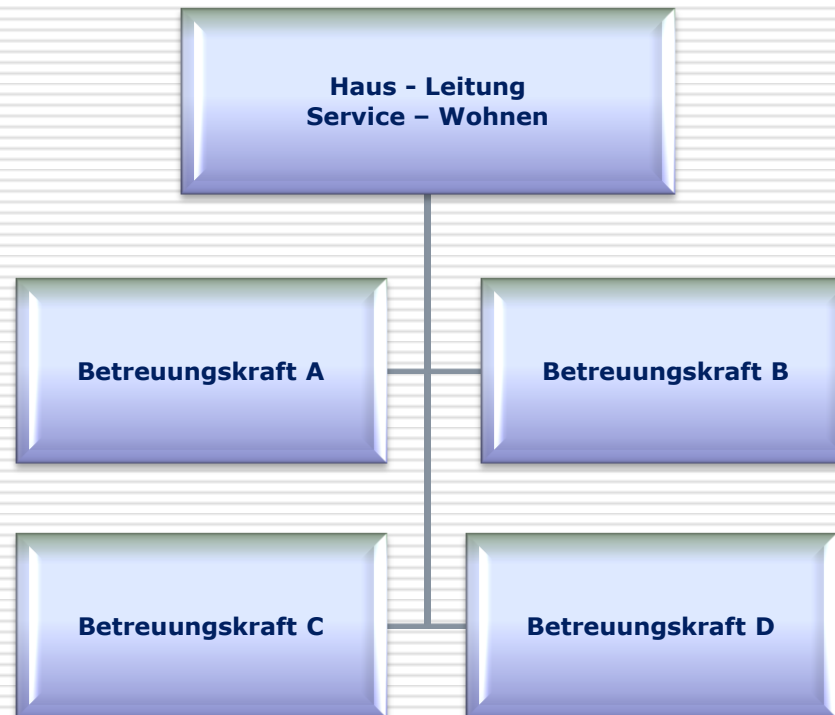 Haus - Leitung
Service – Wohnen
Betreuungskraft A
Betreuungskraft B
Betreuungskraft C
Betreuungskraft D